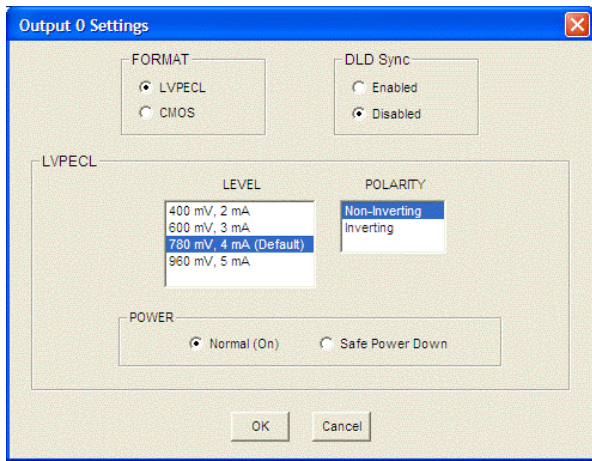 Output 0 Settings
FORMAT
LVPECL
CMOS
DLD Sync
Enabled
Disabled
LVPECL
LEVEL
400 mV, 2 mA
600 mV, 3 mA
780 mV, 4 mA (Default)
960 mV, 5 mA
POLARITY
Non-Inverting
Inverting
POWER
Normal (On)
Safe Power Down
OK
Cancel